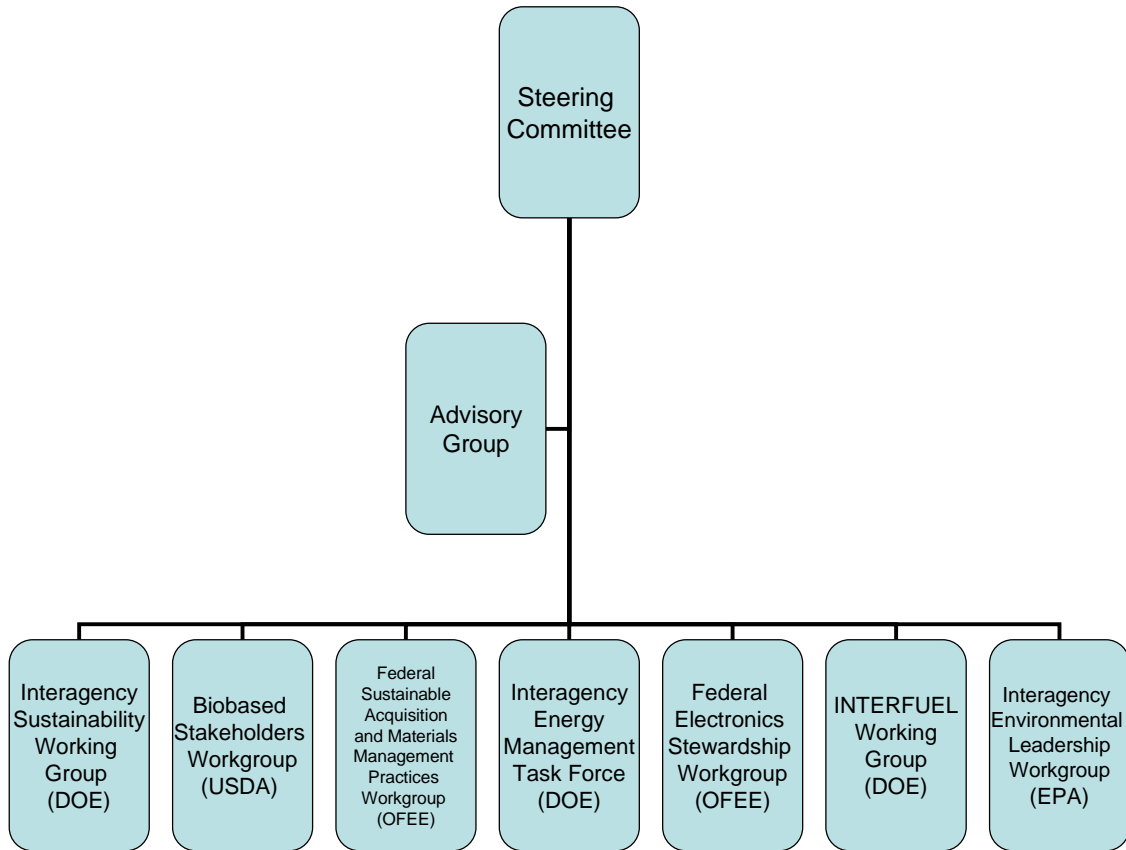 Steering
Committee
Advisory
Group
Interagency
Sustainability
Working
Group
(DOE)
Biobased
Stakeholders
Workgroup
(USDA)
Federal
Sustainable
Acquisition
and Materials
Management
Practices
Workgroup
(OFEE)
Interagency
Energy
Management
Task Force
(DOE)
Federal
Electronics
Stewardship
Workgroup
(OFEE)
INTERFUEL
Working
Group
(DOE)
Interagency
Environmental
Leadership
Workgroup
(EPA)